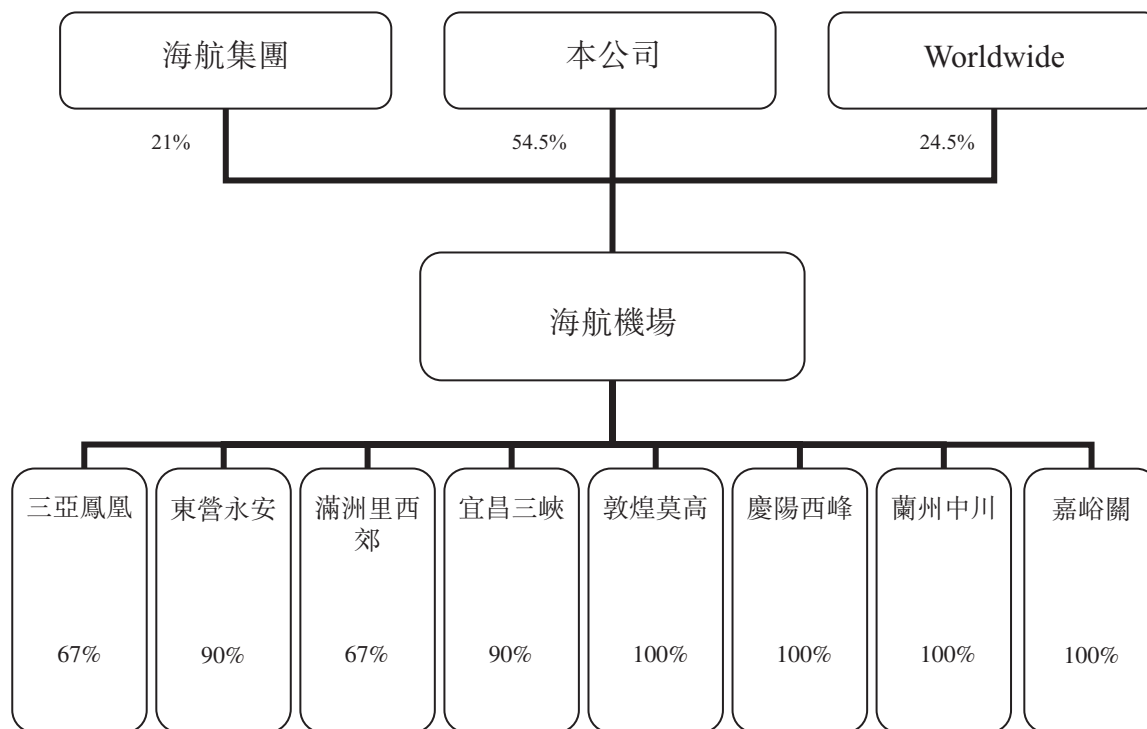 海航集團
本公司
Worldwide
21%
54.5%
24.5%
海航機場
三亞鳳凰
東營永安
滿洲里西
郊
宜昌三峽
敦煌莫高
慶陽西峰
蘭州中川
嘉峪關
67%
90%
67%
90%
100%
100%
100%
100%